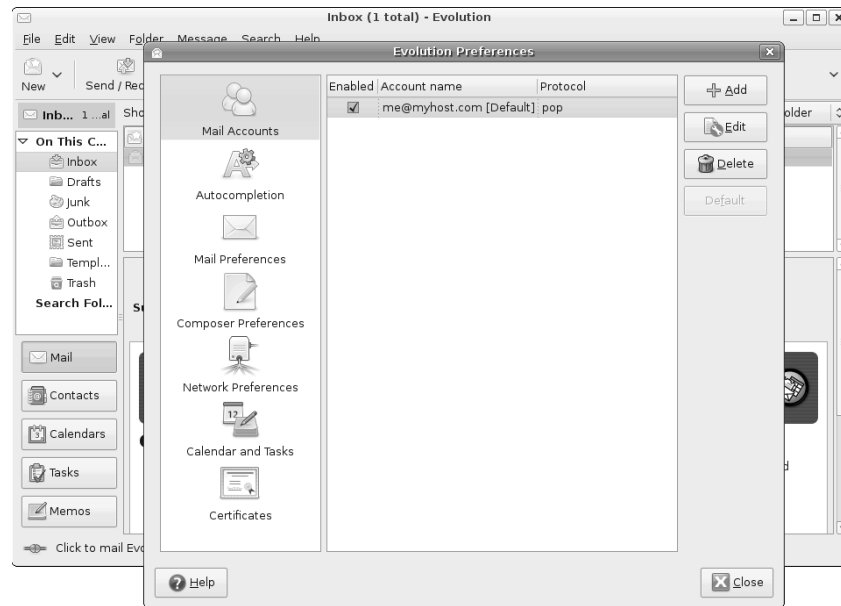 Inbox (1 total) - Evolution
File Edit View Folder Message Search Help
New Send / Rec
Inb... 1 ...al
Sho
older
On This C...
Inbox
Drafts
Junk
Outbox
Sent
Templ...
Trash
Search Fol...
Mail
Contacts
Calendars
Tasks
Memos
Click to mail Evo
Evolution Preferences
Mail Accounts
Autocompletion
Mail Preferences
Composer Preferences
Network Preferences
12
Calendar and Tasks
Certificates
Enabled Account name Protocol
me@myhost.com [Default] pop
Add
Edit
Delete
Default
Help
Close